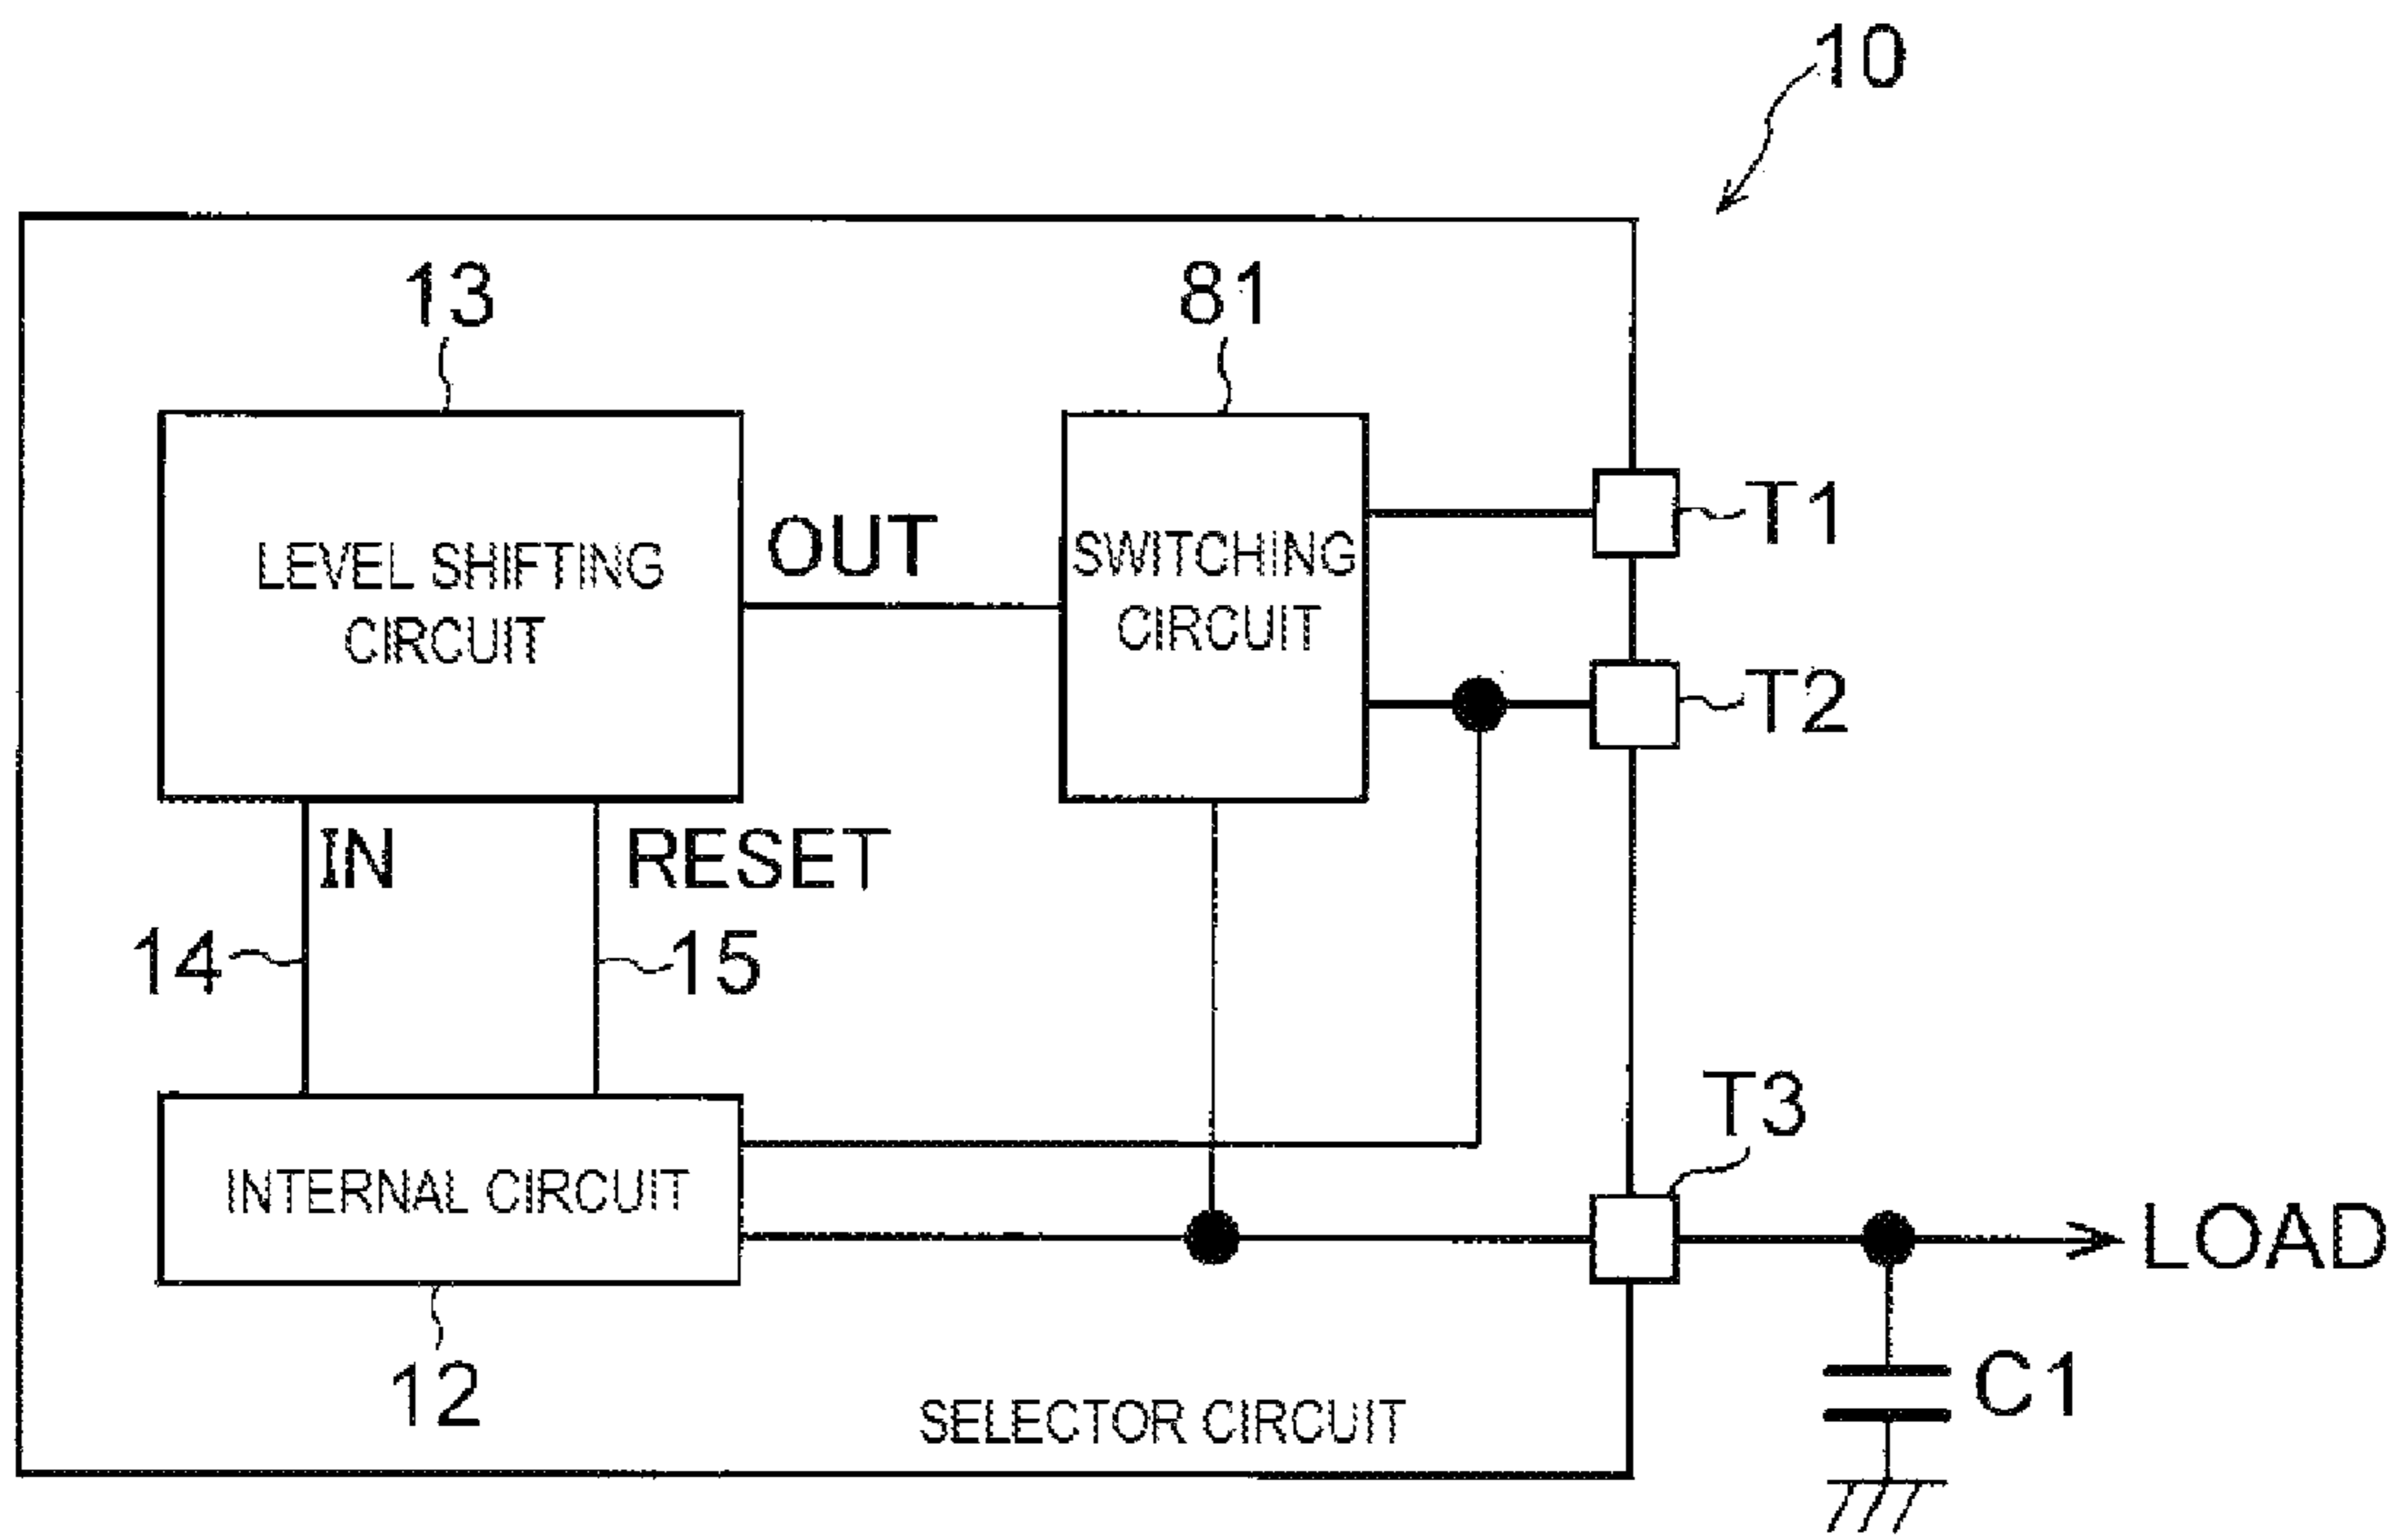 10
13
81
LEVEL SHIFTING
CIRCUIT
OUT
SWITCHING
CIRCUIT
T1
T2
IN
RESET
14
15
T3
INTERNAL CIRCUIT
LOAD
12
SELECTOR CIRCUIT
C1